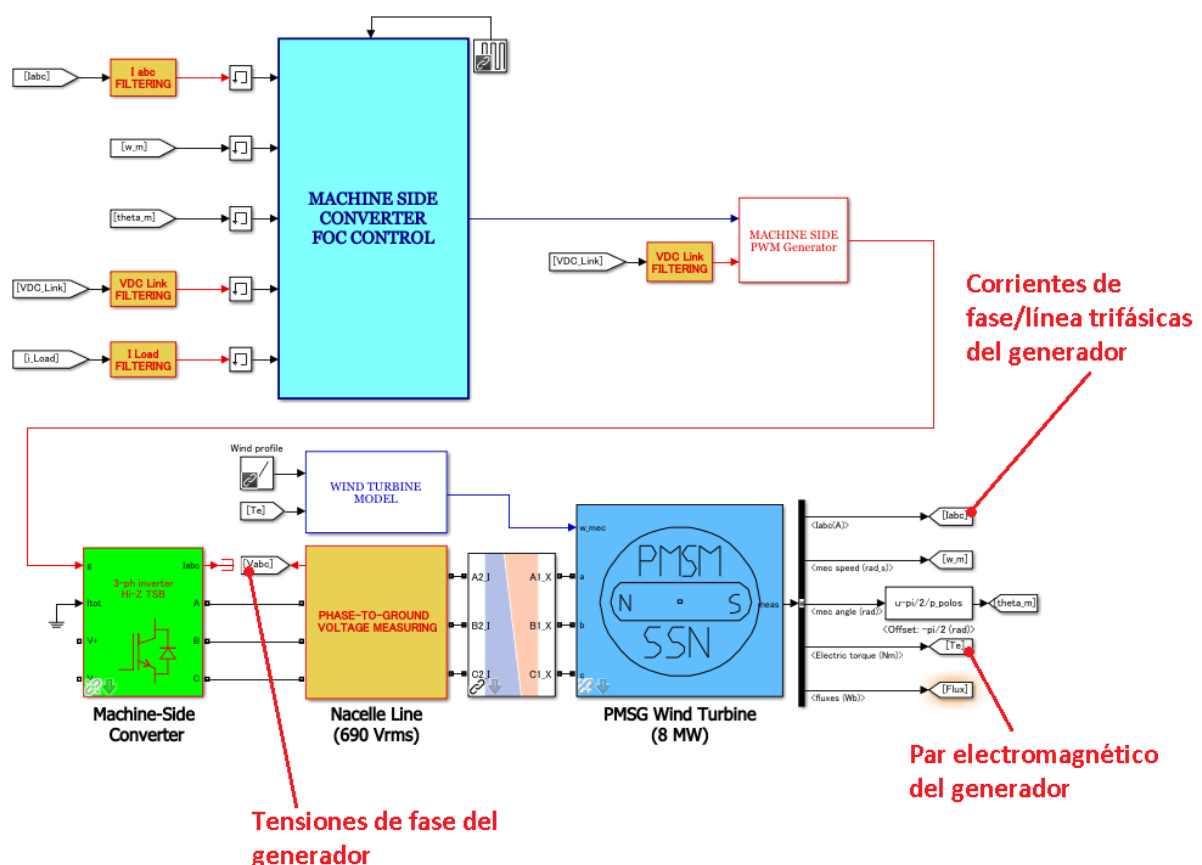 [Iabc]
I abc
FILTERING
[w_m]
[theta_m]
[VDC_Link]
VDC Link
FILTERING
[i_Load]
I Load
FILTERING
MACHINE SIDE
CONVERTER
FOC CONTROL
[VDC_Link]
VDC Link
FILTERING
MACHINE SIDE
PWM Generator
Corrientes de
fase/línea trifásicas
del generador
Wind profile
[Te]
WIND TURBINE
MODEL
g
Itot
V+
V-
3-ph inverter
Hi-Z TSB
Iabc
A
B
C
Machine-Side
Converter
[Vabc]
PHASE-TO-GROUND
VOLTAGE MEASURING
Nacelle Line
(690 Vrms)
A2_I
B2_I
C2_I
A1_X
B1_X
C1_X
w_mec
a
b
c
PMSM
N
S
SSN
meas
PMSG Wind Turbine
(8 MW)
<Iabc(A)>
[Iabc]
<mec speed (rad_s)>
[w_m]
<mec angle (rad)>
u-pi/2/p_polos
<Offset: -pi/2 (rad)>
[theta_m]
<Electric torque (Nm)>
[Te]
<fluxes (Wb)>
[Flux]
Par electromagnético
del generador
Tensiones de fase del
generador